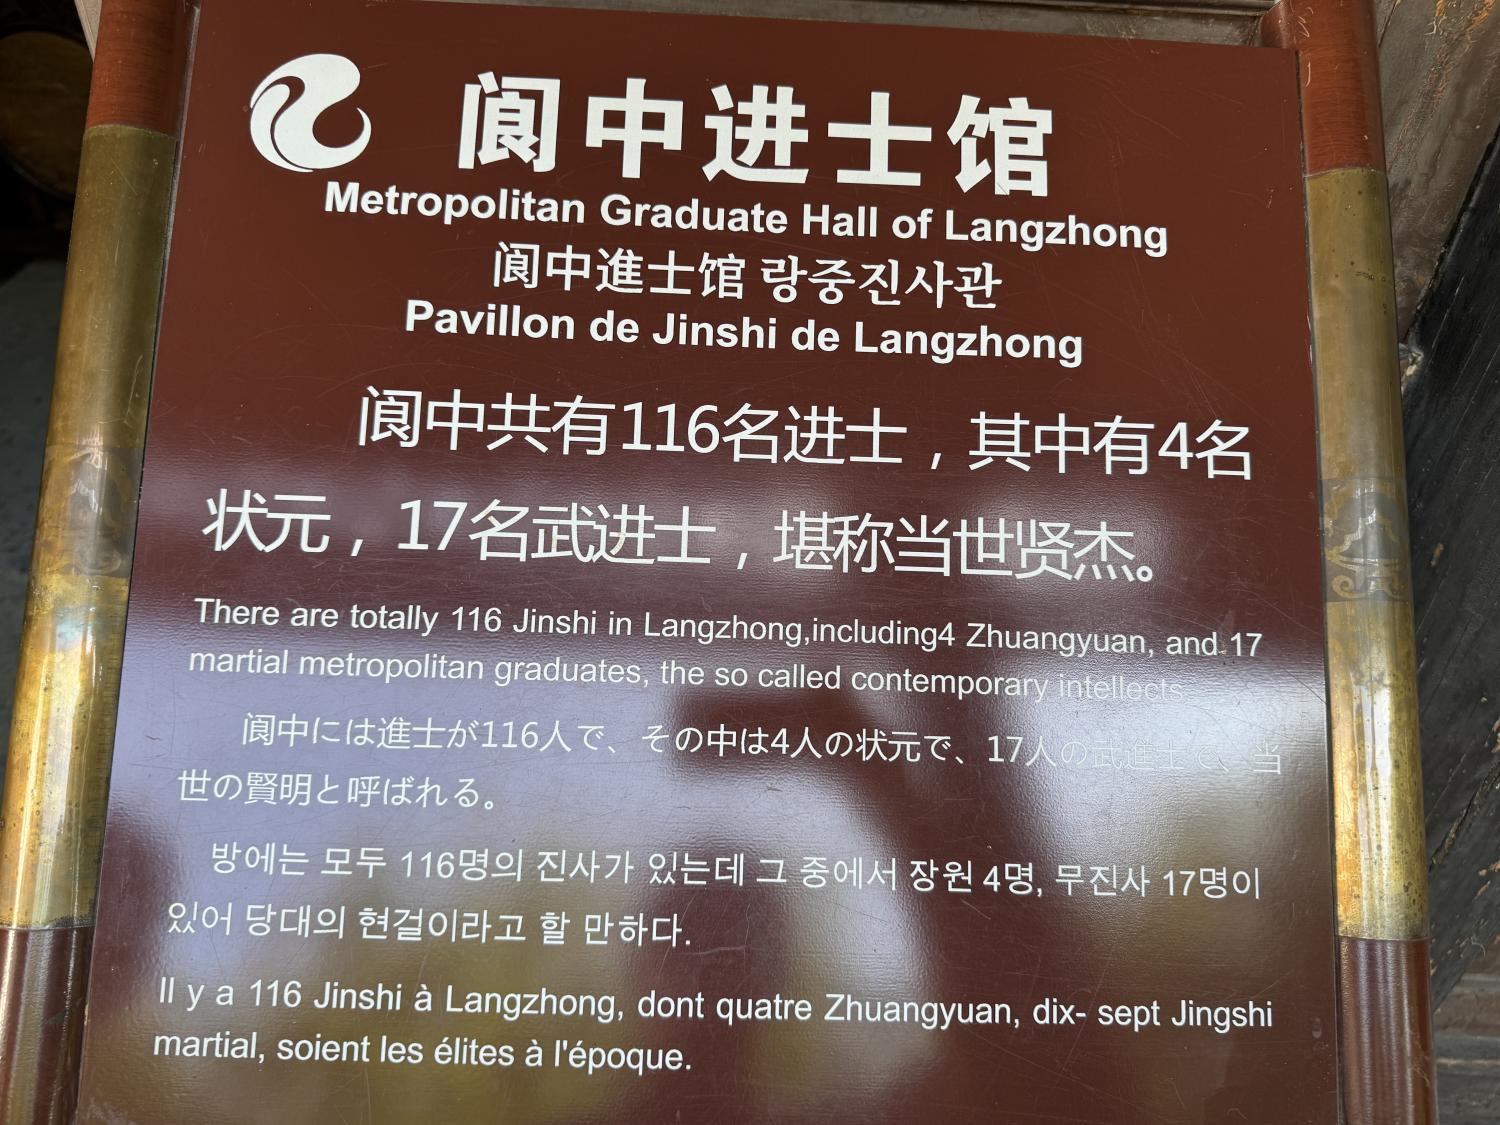 阆中进士馆
Metropolitan Graduate Hall of Langzhong
阆中進士馆 랑중진사관
Pavillon de Jinshi de Langzhong
阆中共有116名进士，其中有4名
状元，17名武进士，堪称当世贤杰。
There are totally 116 Jinshi in Langzhong,including4 Zhuangyuan, and 17
martial metropolitan graduates, the so called contemporary intellects
阆中には進士が116人で、その中は4人の状元で、17人の武進士で、当
世の賢明と呼ばれる。
방에는 모두 116명의 진사가 있는데 그 중에서 장원 4명, 무진사 17명이
있어 당대의 현걸이라고 할 만하다.
Il y a 116 Jinshi à Langzhong, dont quatre Zhuangyuan, dix- sept Jingshi
martial, soient les élites à l'époque.